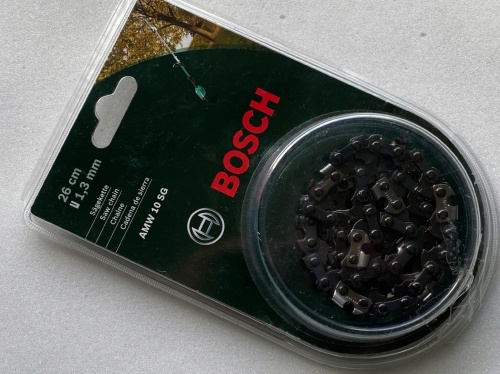 26 cm
1,3 mm
Sägekette
Saw chain
Chaîne
Cadena de sierra
AMW 10 SG
BOSCH